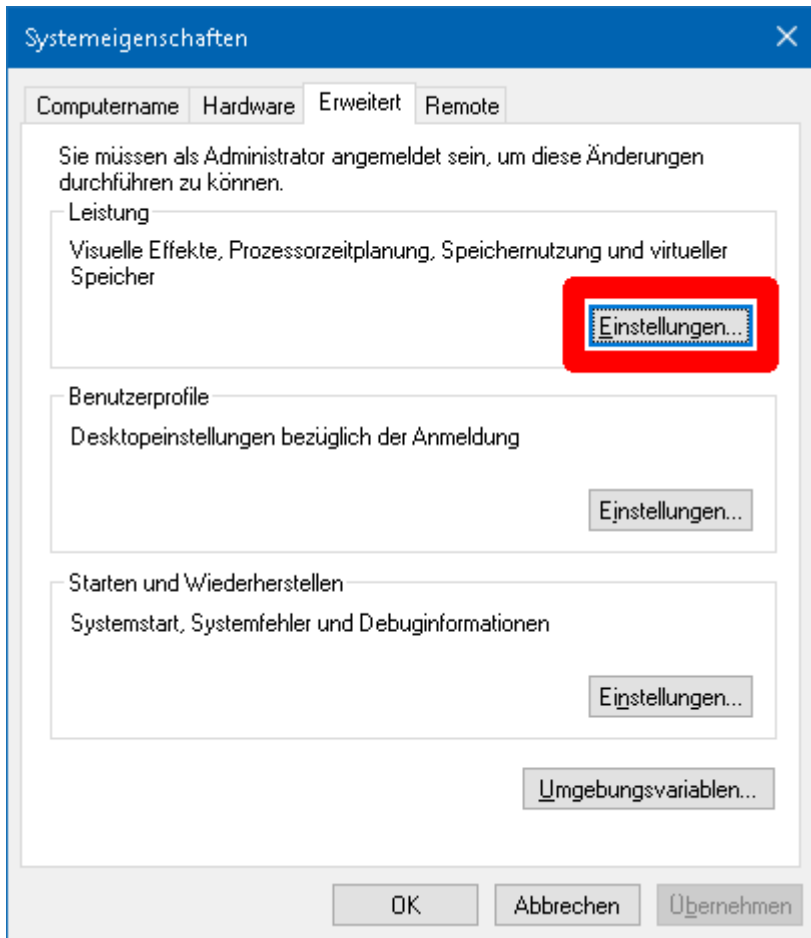 Systemeigenschaften
Computername Hardware Erweitert Remote
Sie müssen als Administrator angemeldet sein, um diese Änderungen
durchführen zu können.
Leistung
Visuelle Effekte, Prozessorzeitplanung, Speichernutzung und virtueller
Speicher
Einstellungen...
Benutzerprofile
Desktopeinstellungen bezüglich der Anmeldung
Einstellungen...
Starten und Wiederherstellen
Systemstart, Systemfehler und Debuginformationen
Einstellungen...
Umgebungsvariablen...
OK Abbrechen Übernehmen